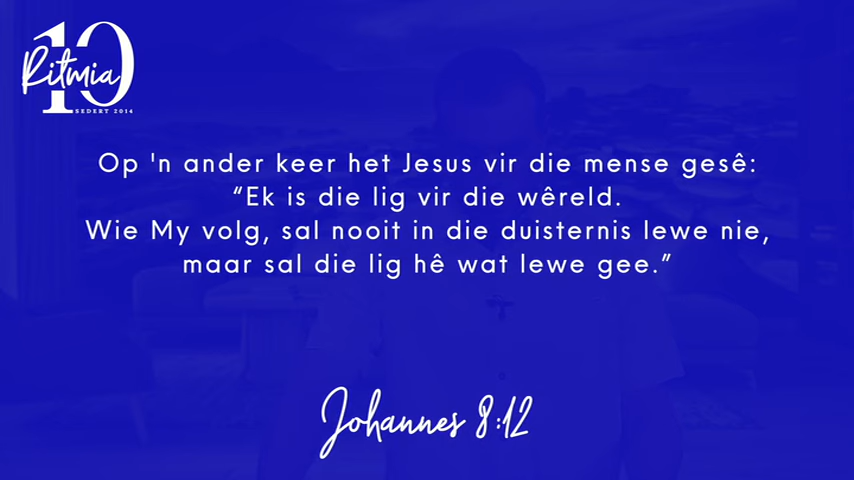 10
Ritmia
SEDERT 2014
Op 'n ander keer het Jesus vir die mense gesê:
“Ek is die lig vir die wêreld.
Wie My volg, sal nooit in die duisternis lewe nie,
maar sal die lig hê wat lewe gee.”
Johannes 8:12